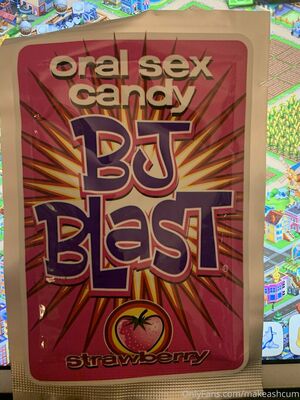 oral sex
candy
BJ
BLAST
strawberry
OnlyFans.com/makeashcum